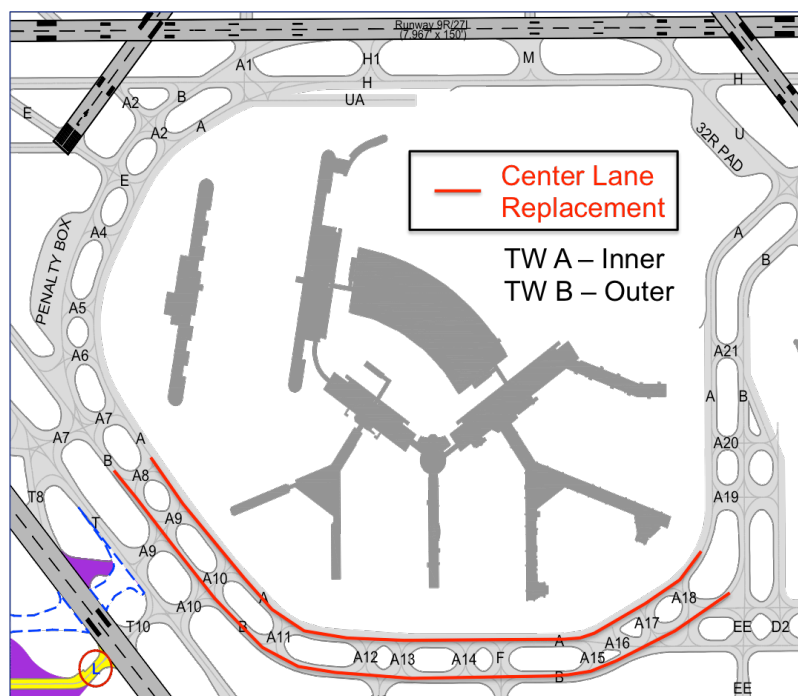 Runway 9R/27L
(7,967' x 150')
A1
H1
M
H
H
A2
B
UA
E
A2
A
U
32R PAD
Center Lane
Replacement
E
TW A – Inner
TW B – Outer
A4
PENALTY BOX
A
B
A5
A6
A21
A
B
A7
A7
A
A20
B
A8
T8
A19
T
A9
A9
A10
A10
A
A18
T10
B
A17
EE
D2
A11
A
A16
A12
A13
A14
F
A15
L
B
EE